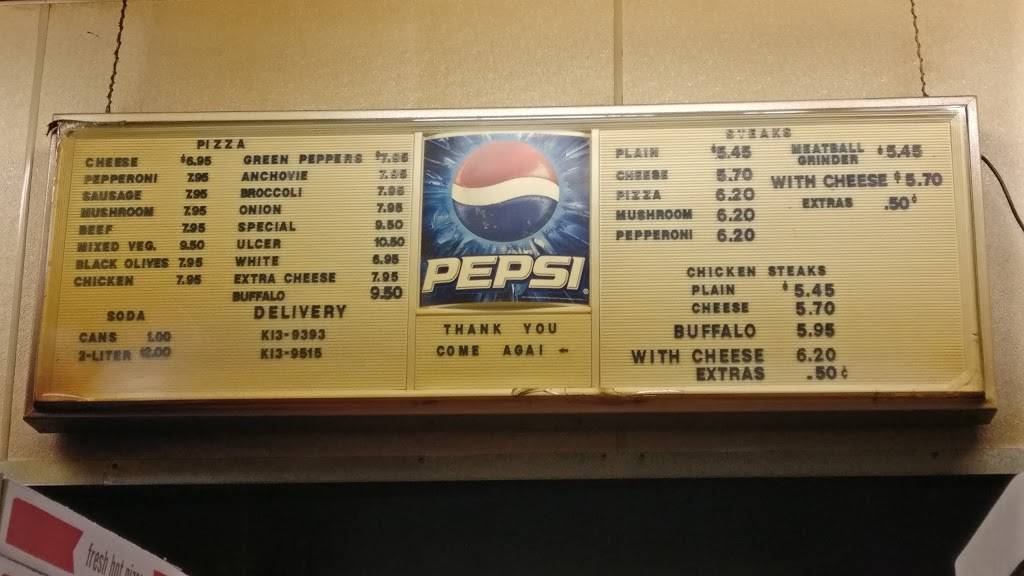 PIZZA
CHEESE $6.95
PEPPERONI 7.95
SAUSAGE 7.95
MUSHROOM 7.95
BEEF 7.95
MIXED VEG. 9.50
BLACK OLIVES 7.95
CHICKEN 7.95
GREEN PEPPERS $7.95
ANCHOVIE 7.95
BROCCOLI 7.95
ONION 7.95
SPECIAL 9.50
ULCER 10.50
WHITE 6.95
EXTRA CHEESE 7.95
BUFFALO 9.50
SODA
CANS 1.00
2-LITER $2.00
DELIVERY
KI3-9393
KI3-9515
PEPSI
THANK YOU
COME AGAI
STEAKS
PLAIN $5.45
CHEESE 5.70
PIZZA 6.20
MUSHROOM 6.20
PEPPERONI 6.20
MEATBALL
GRINDER $5.45
WITH CHEESE $5.70
EXTRAS .50¢
CHICKEN STEAKS
PLAIN $5.45
CHEESE 5.70
BUFFALO 5.95
WITH CHEESE 6.20
EXTRAS .50¢
fresh hot